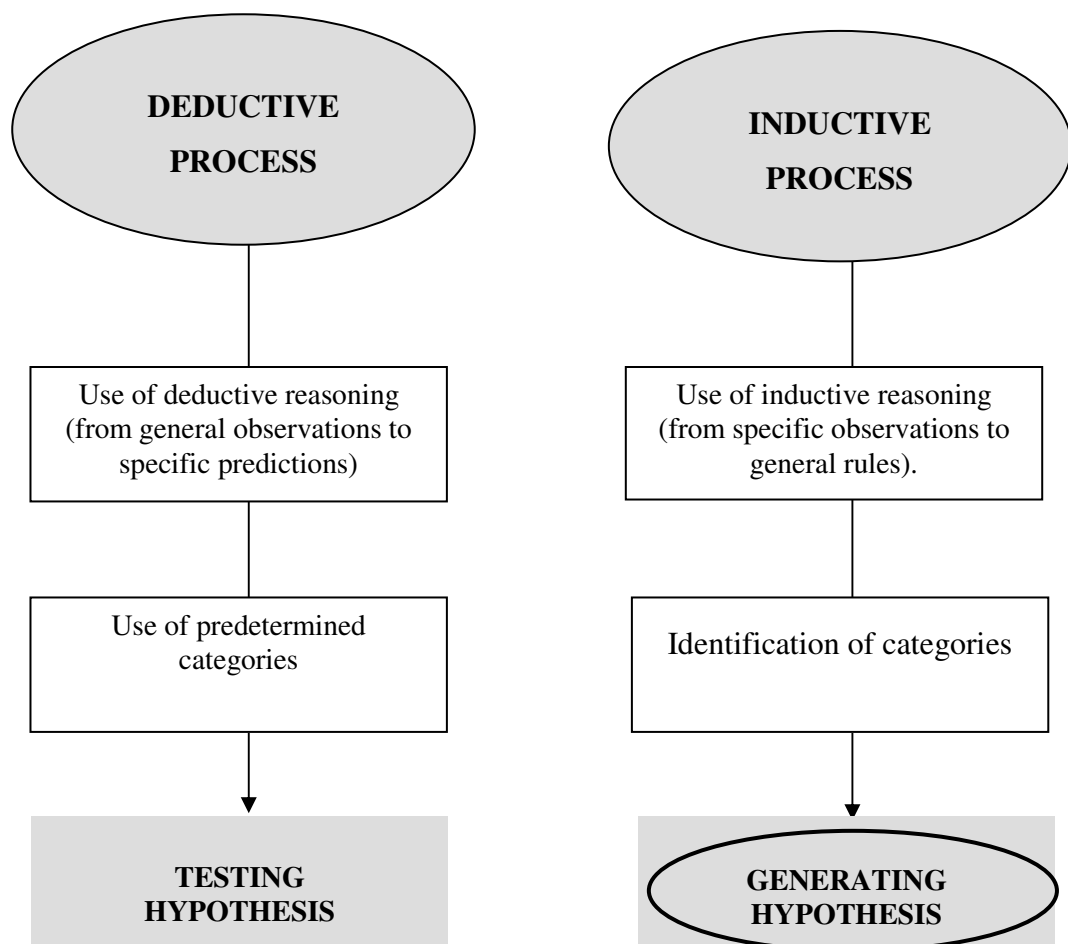 DEDUCTIVE
PROCESS
Use of deductive reasoning
(from general observations to
specific predictions)
Use of predetermined
categories
TESTING
HYPOTHESIS
INDUCTIVE
PROCESS
Use of inductive reasoning
(from specific observations to
general rules).
Identification of categories
GENERATING
HYPOTHESIS